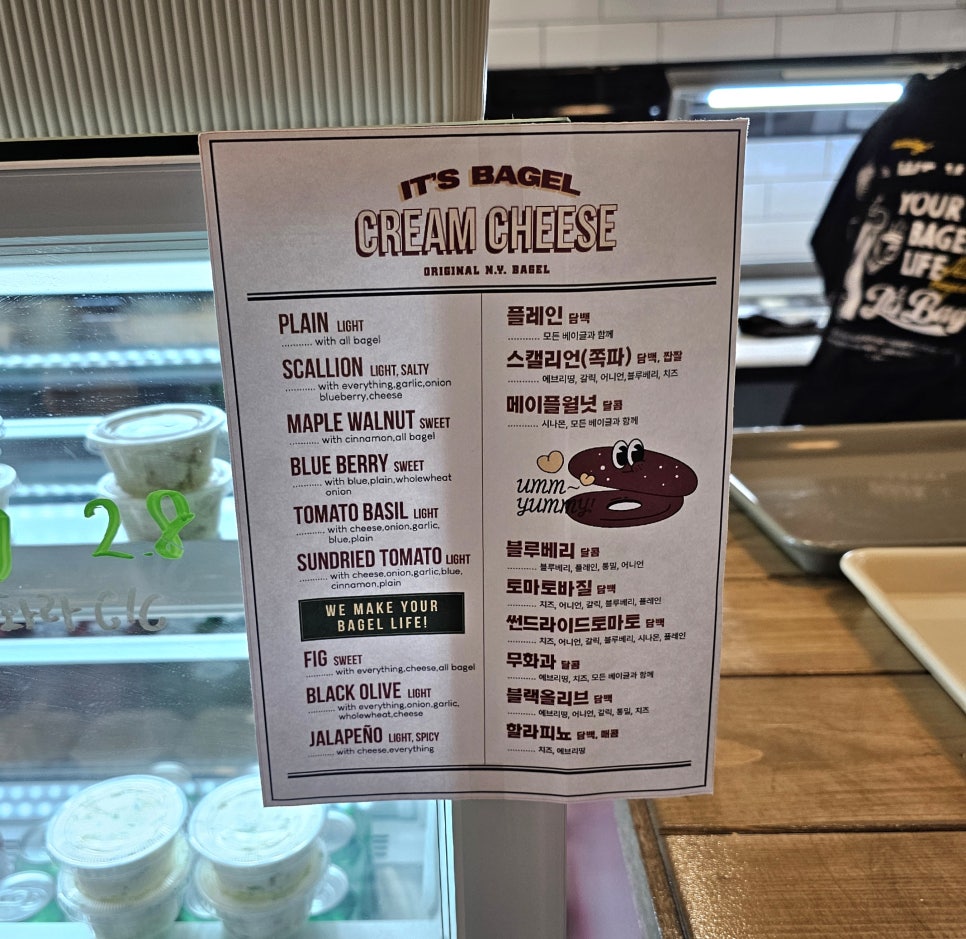 IT'S BAGEL
CREAM CHEESE
ORIGINAL N.Y. BAGEL
PLAIN LIGHT
............ with all bagel
SCALLION LIGHT, SALTY
............ with everything,garlic,onion
blueberry,cheese
MAPLE WALNUT SWEET
............ with cinnamon,all bagel
BLUE BERRY SWEET
............ with blue,plain,wholewheat
onion
TOMATO BASIL LIGHT
............ with cheese,onion,garlic,
blue,plain
SUNDRIED TOMATO LIGHT
............ with cheese,onion,garlic,blue,
cinnamon,plain
WE MAKE YOUR
BAGEL LIFE!
FIG SWEET
............ with everything,cheese,all bagel
BLACK OLIVE LIGHT
............ with everything,onion,garlic,
wholewheat,cheese
JALAPEÑO LIGHT, SPICY
............ with cheese,everything
플레인 담백
............ 모든 베이글과 함께
스캘리언(쪽파) 담백, 짭짤
............ 에브리띵, 갈릭, 어니언,블루베리, 치즈
메이플월넛 달콤
............ 시나몬, 모든 베이글과 함께
umm~
yummy!
블루베리 달콤
............ 블루베리, 플레인, 통밀, 어니언
토마토바질 담백
............ 치즈, 어니언, 갈릭, 블루베리, 플레인
썬드라이드토마토 담백
............ 치즈, 어니언, 갈릭, 블루베리, 시나몬, 플레인
무화과 달콤
............ 에브리띵, 치즈, 모든 베이글과 함께
블랙올리브 담백
............ 에브리띵, 어니언, 갈릭, 통밀, 치즈
할라피뇨 담백, 매콤
............ 치즈, 에브리띵
2.8
YOUR
BAGE
LIFE
It's Bag